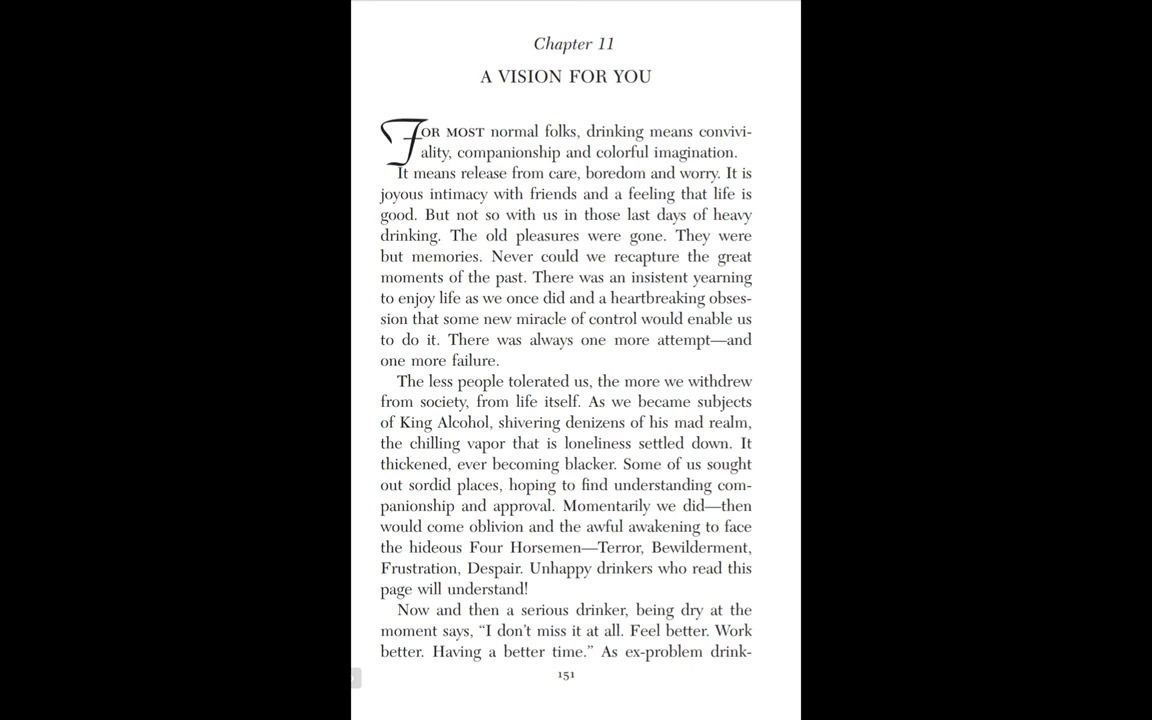 Chapter 11
A VISION FOR YOU
FOR MOST normal folks, drinking means convivi-
ality, companionship and colorful imagination.
It means release from care, boredom and worry. It is
joyous intimacy with friends and a feeling that life is
good. But not so with us in those last days of heavy
drinking. The old pleasures were gone. They were
but memories. Never could we recapture the great
moments of the past. There was an insistent yearning
to enjoy life as we once did and a heartbreaking obses-
sion that some new miracle of control would enable us
to do it. There was always one more attempt—and
one more failure.
The less people tolerated us, the more we withdrew
from society, from life itself. As we became subjects
of King Alcohol, shivering denizens of his mad realm,
the chilling vapor that is loneliness settled down. It
thickened, ever becoming blacker. Some of us sought
out sordid places, hoping to find understanding com-
panionship and approval. Momentarily we did—then
would come oblivion and the awful awakening to face
the hideous Four Horsemen—Terror, Bewilderment,
Frustration, Despair. Unhappy drinkers who read this
page will understand!
Now and then a serious drinker, being dry at the
moment says, “I don’t miss it at all. Feel better. Work
better. Having a better time.” As ex-problem drink-
151